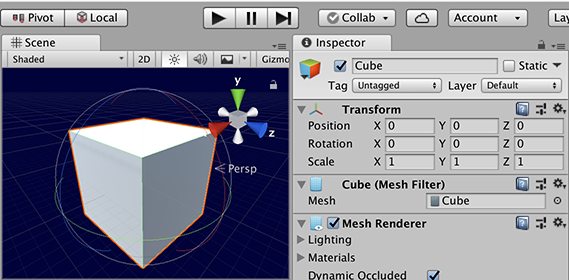 Pivot Local Collab Account Lay
Scene Inspector
Shaded 2D Gizmo
Cube Static
Tag Untagged Layer Default
y
z
Persp
Transform
Position X 0 Y 0 Z 0
Rotation X 0 Y 0 Z 0
Scale X 1 Y 1 Z 1
Cube (Mesh Filter)
Mesh Cube
Mesh Renderer
Lighting
Materials
Dynamic Occluded